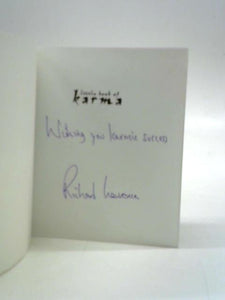 little book of
karma
Wishing you karmic success
Richard Lawrence